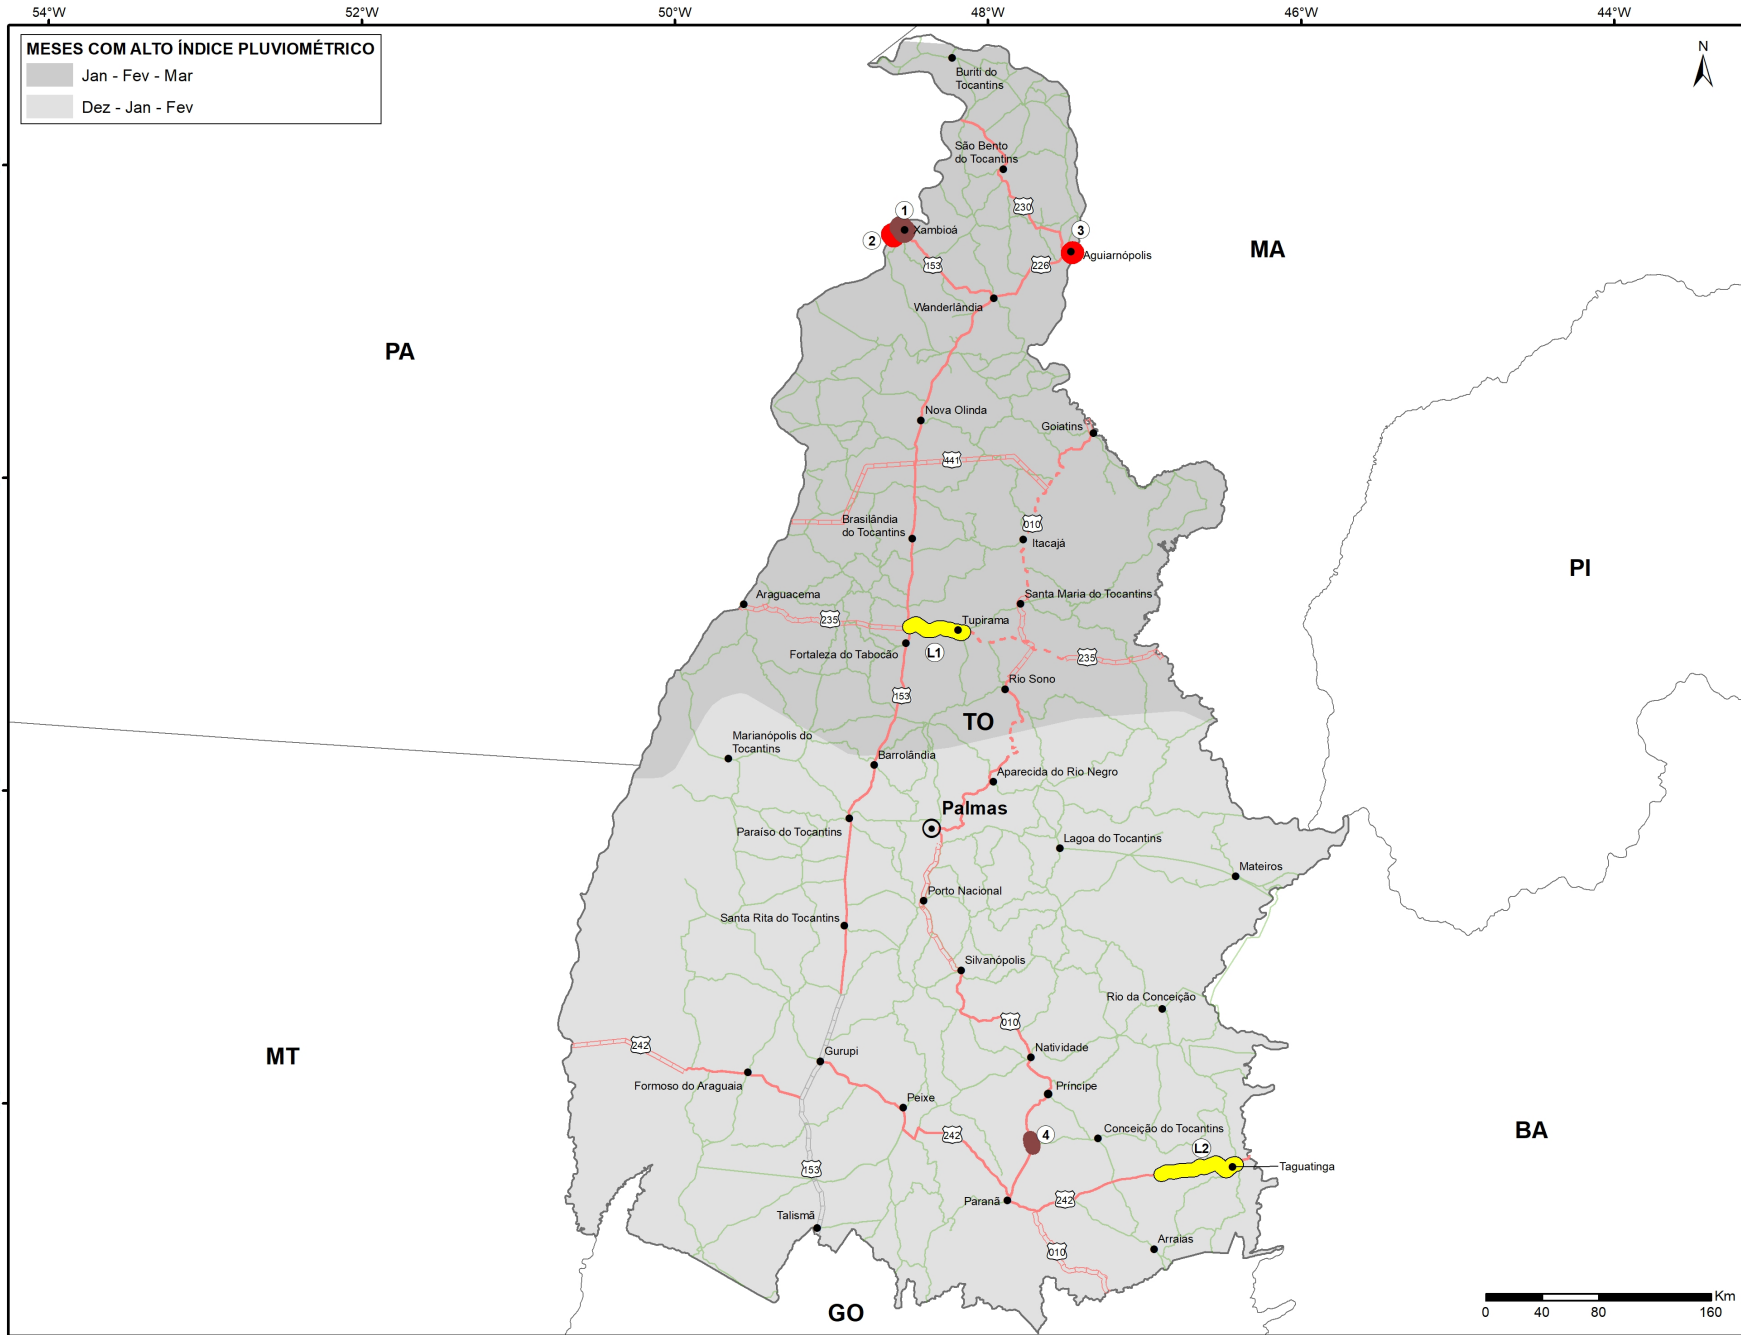 54°W
52°W
50°W
48°W
46°W
44°W
MESES COM ALTO ÍNDICE PLUVIOMÉTRICO
Jan - Fev - Mar
Dez - Jan - Fev
N
Buriti do
Tocantins
São Bento
do Tocantins
230
1
Xambioá
2
3
Aguiarnópolis
MA
153
226
Wanderlândia
PA
Nova Olinda
Goiatins
441
Brasilândia
do Tocantins
010
Itacajá
PI
Araguacema
Santa Maria do Tocantins
235
Tupirama
Fortaleza do Tabocão
L1
235
Rio Sono
153
TO
Marianópolis do
Tocantins
Barrolândia
Aparecida do Rio Negro
Palmas
Paraíso do Tocantins
Lagoa do Tocantins
Mateiros
Porto Nacional
Santa Rita do Tocantins
Silvanópolis
Rio da Conceição
010
242
MT
Gurupi
Natividade
Formoso do Araguaia
Príncipe
Peixe
242
4
Conceição do Tocantins
BA
L2
153
Taguatinga
Paranã
242
Talismã
010
Arraias
GO
Km
0
40
80
160